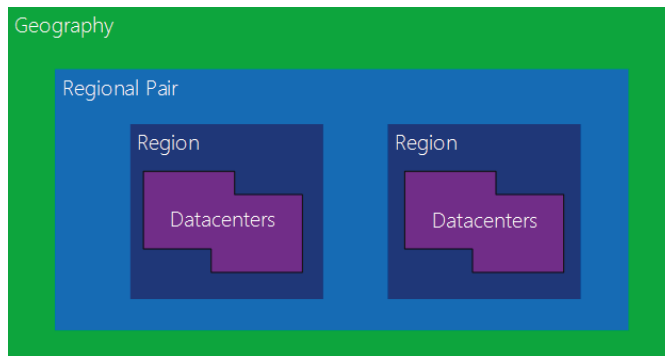 Geography
Regional Pair
Region
Region
Datacenters
Datacenters